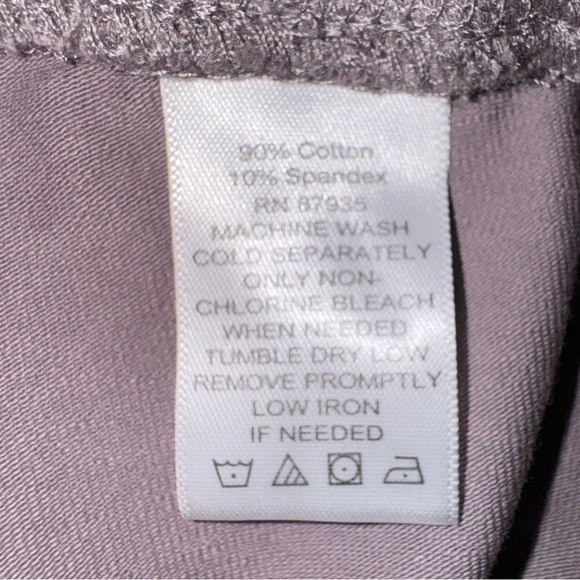 90% Cotton
10% Spandex
RN 87935
MACHINE WASH
COLD SEPARATELY
ONLY NON-
CHLORINE BLEACH
WHEN NEEDED
TUMBLE DRY LOW
REMOVE PROMPTLY
LOW IRON
IF NEEDED